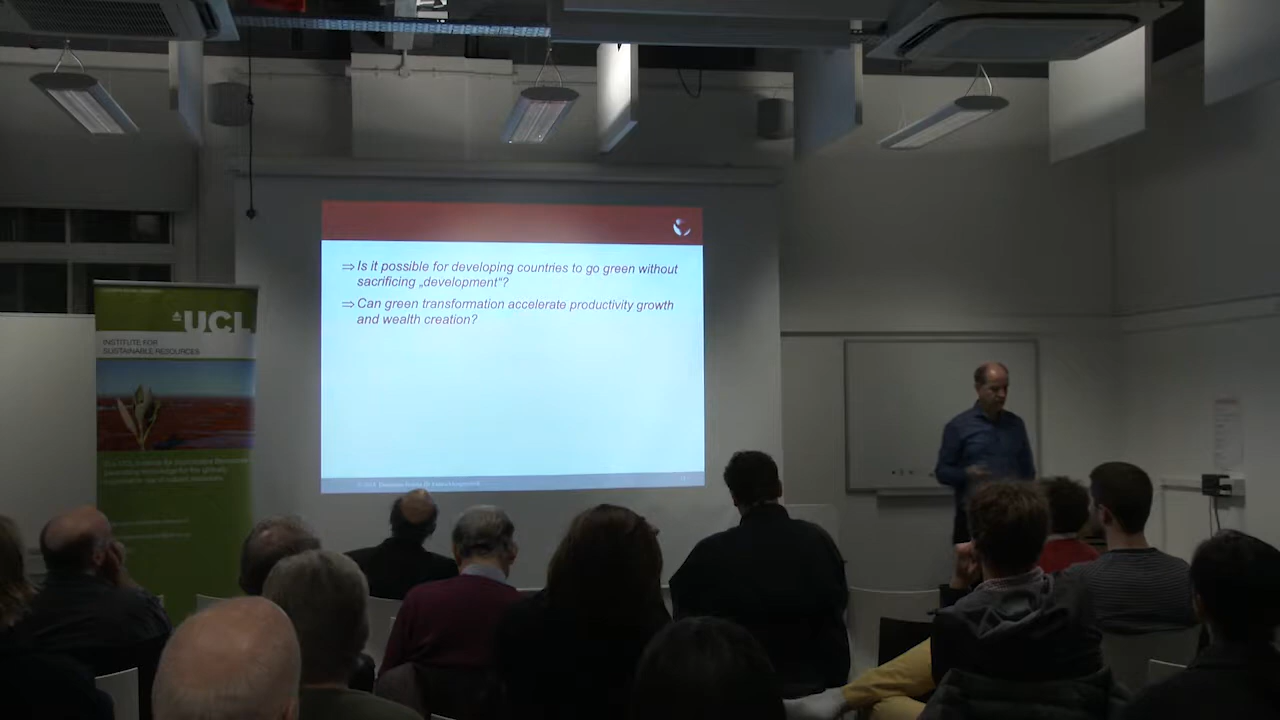 ⇒ Is it possible for developing countries to go green without
sacrificing „development“?
⇒ Can green transformation accelerate productivity growth
and wealth creation?
UCL
INSTITUTE FOR
SUSTAINABLE RESOURCES